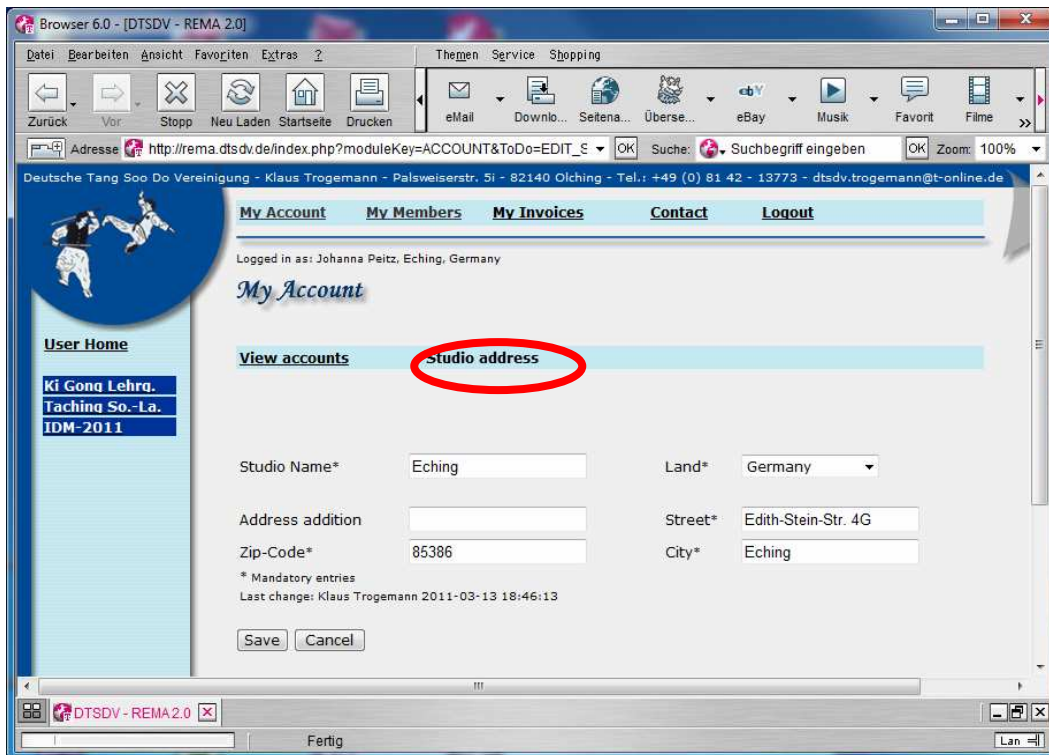 Browser 6.0 - [DTSDV - REMA 2.0]
Datei Bearbeiten Ansicht Favoriten Extras ? Themen Service Shopping
Zurück Vor Stopp Neu Laden Startseite Drucken eMail Downlo... Seitena... Überse... eBay Musik Favorit Filme »
Adresse http://rema.dtsdv.de/index.php?moduleKey=ACCOUNT&ToDo=EDIT_S OK Suche: Suchbegriff eingeben OK Zoom: 100%
Deutsche Tang Soo Do Vereinigung - Klaus Trogemann - Palsweiserstr. 5i - 82140 Olching - Tel.: +49 (0) 81 42 - 13773 - dtsdv.trogemann@t-online.de
My Account My Members My Invoices Contact Logout
Logged in as: Johanna Peitz, Eching, Germany
My Account
User Home
View accounts Studio address
Ki Gong Lehrg.
Taching So.-La.
IDM-2011
Studio Name* Eching Land* Germany
Address addition Street* Edith-Stein-Str. 4G
Zip-Code* 85386 City* Eching
* Mandatory entries
Last change: Klaus Trogemann 2011-03-13 18:46:13
Save Cancel
DTSDV - REMA 2.0
Fertig Lan